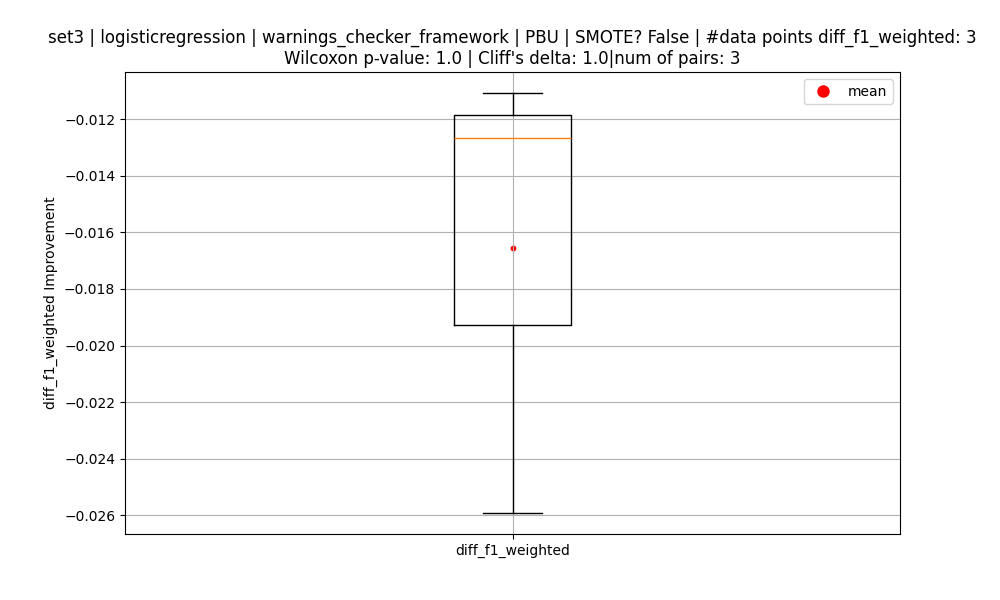 set3 | logisticregression | warnings_checker_framework | PBU | SMOTE? False | #data points diff_f1_weighted: 3
Wilcoxon p-value: 1.0 | Cliff's delta: 1.0|num of pairs: 3
mean
−0.012
−0.014
−0.016
−0.018
−0.020
−0.022
−0.024
−0.026
diff_f1_weighted Improvement
diff_f1_weighted